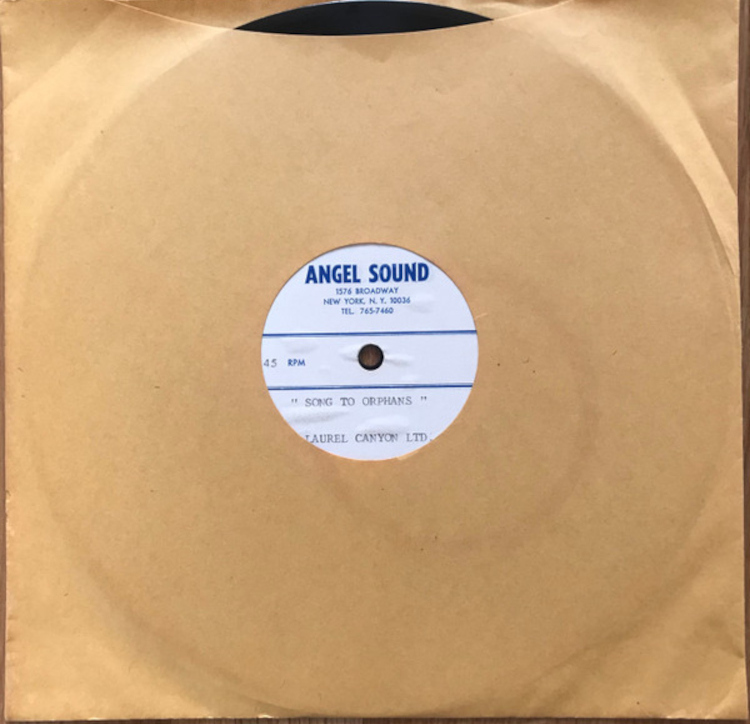 ANGEL SOUND
1576 BROADWAY
NEW YORK, N. Y. 10036
TEL. 765-7460
45 RPM
" SONG TO ORPHANS "
LAUREL CANYON LTD.